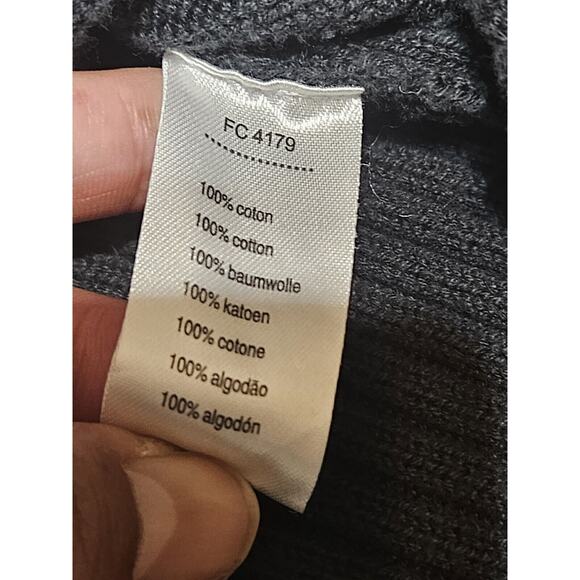 FC 4179
100% coton
100% cotton
100% baumwolle
100% katoen
100% cotone
100% algodão
100% algodón